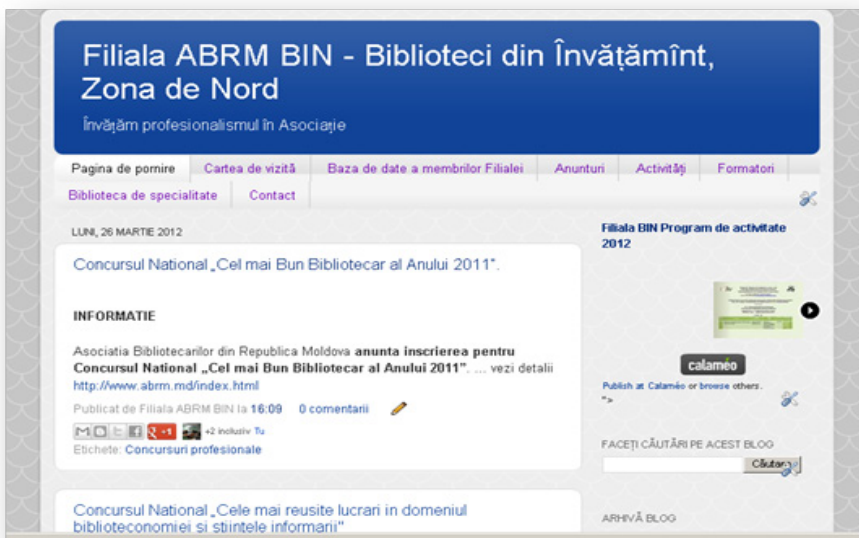 Filiala ABRM BIN - Biblioteci din Învățămînt,
Zona de Nord
Învățăm profesionalismul în Asociație
Pagina de pornire
Cartea de vizită
Baza de date a membrilor Filialei
Anunturi
Activități
Formatori
Biblioteca de specialitate
Contact
LUNI, 26 MARTIE 2012
Concursul National „Cel mai Bun Bibliotecar al Anului 2011".
INFORMATIE
Asociatia Bibliotecarilor din Republica Moldova anunta inscrierea pentru
Concursul National „Cel mai Bun Bibliotecar al Anului 2011". ... vezi detalii
http://www.abrm.md/index.html
Publicat de Filiala ABRM BIN la 16:09 0 comentarii
+1 +2 inclusiv Tu
Etichete: Concursuri profesionale
Concursul National „Cele mai reusite lucrari in domeniul
biblioteconomiei si stiintele informarii"
Filiala BIN Program de activitate
2012
calaméo
Publish at Calaméo or browse others.
">
FACEȚI CĂUTĂRI PE ACEST BLOG
Căutare
ARHIVĂ BLOG